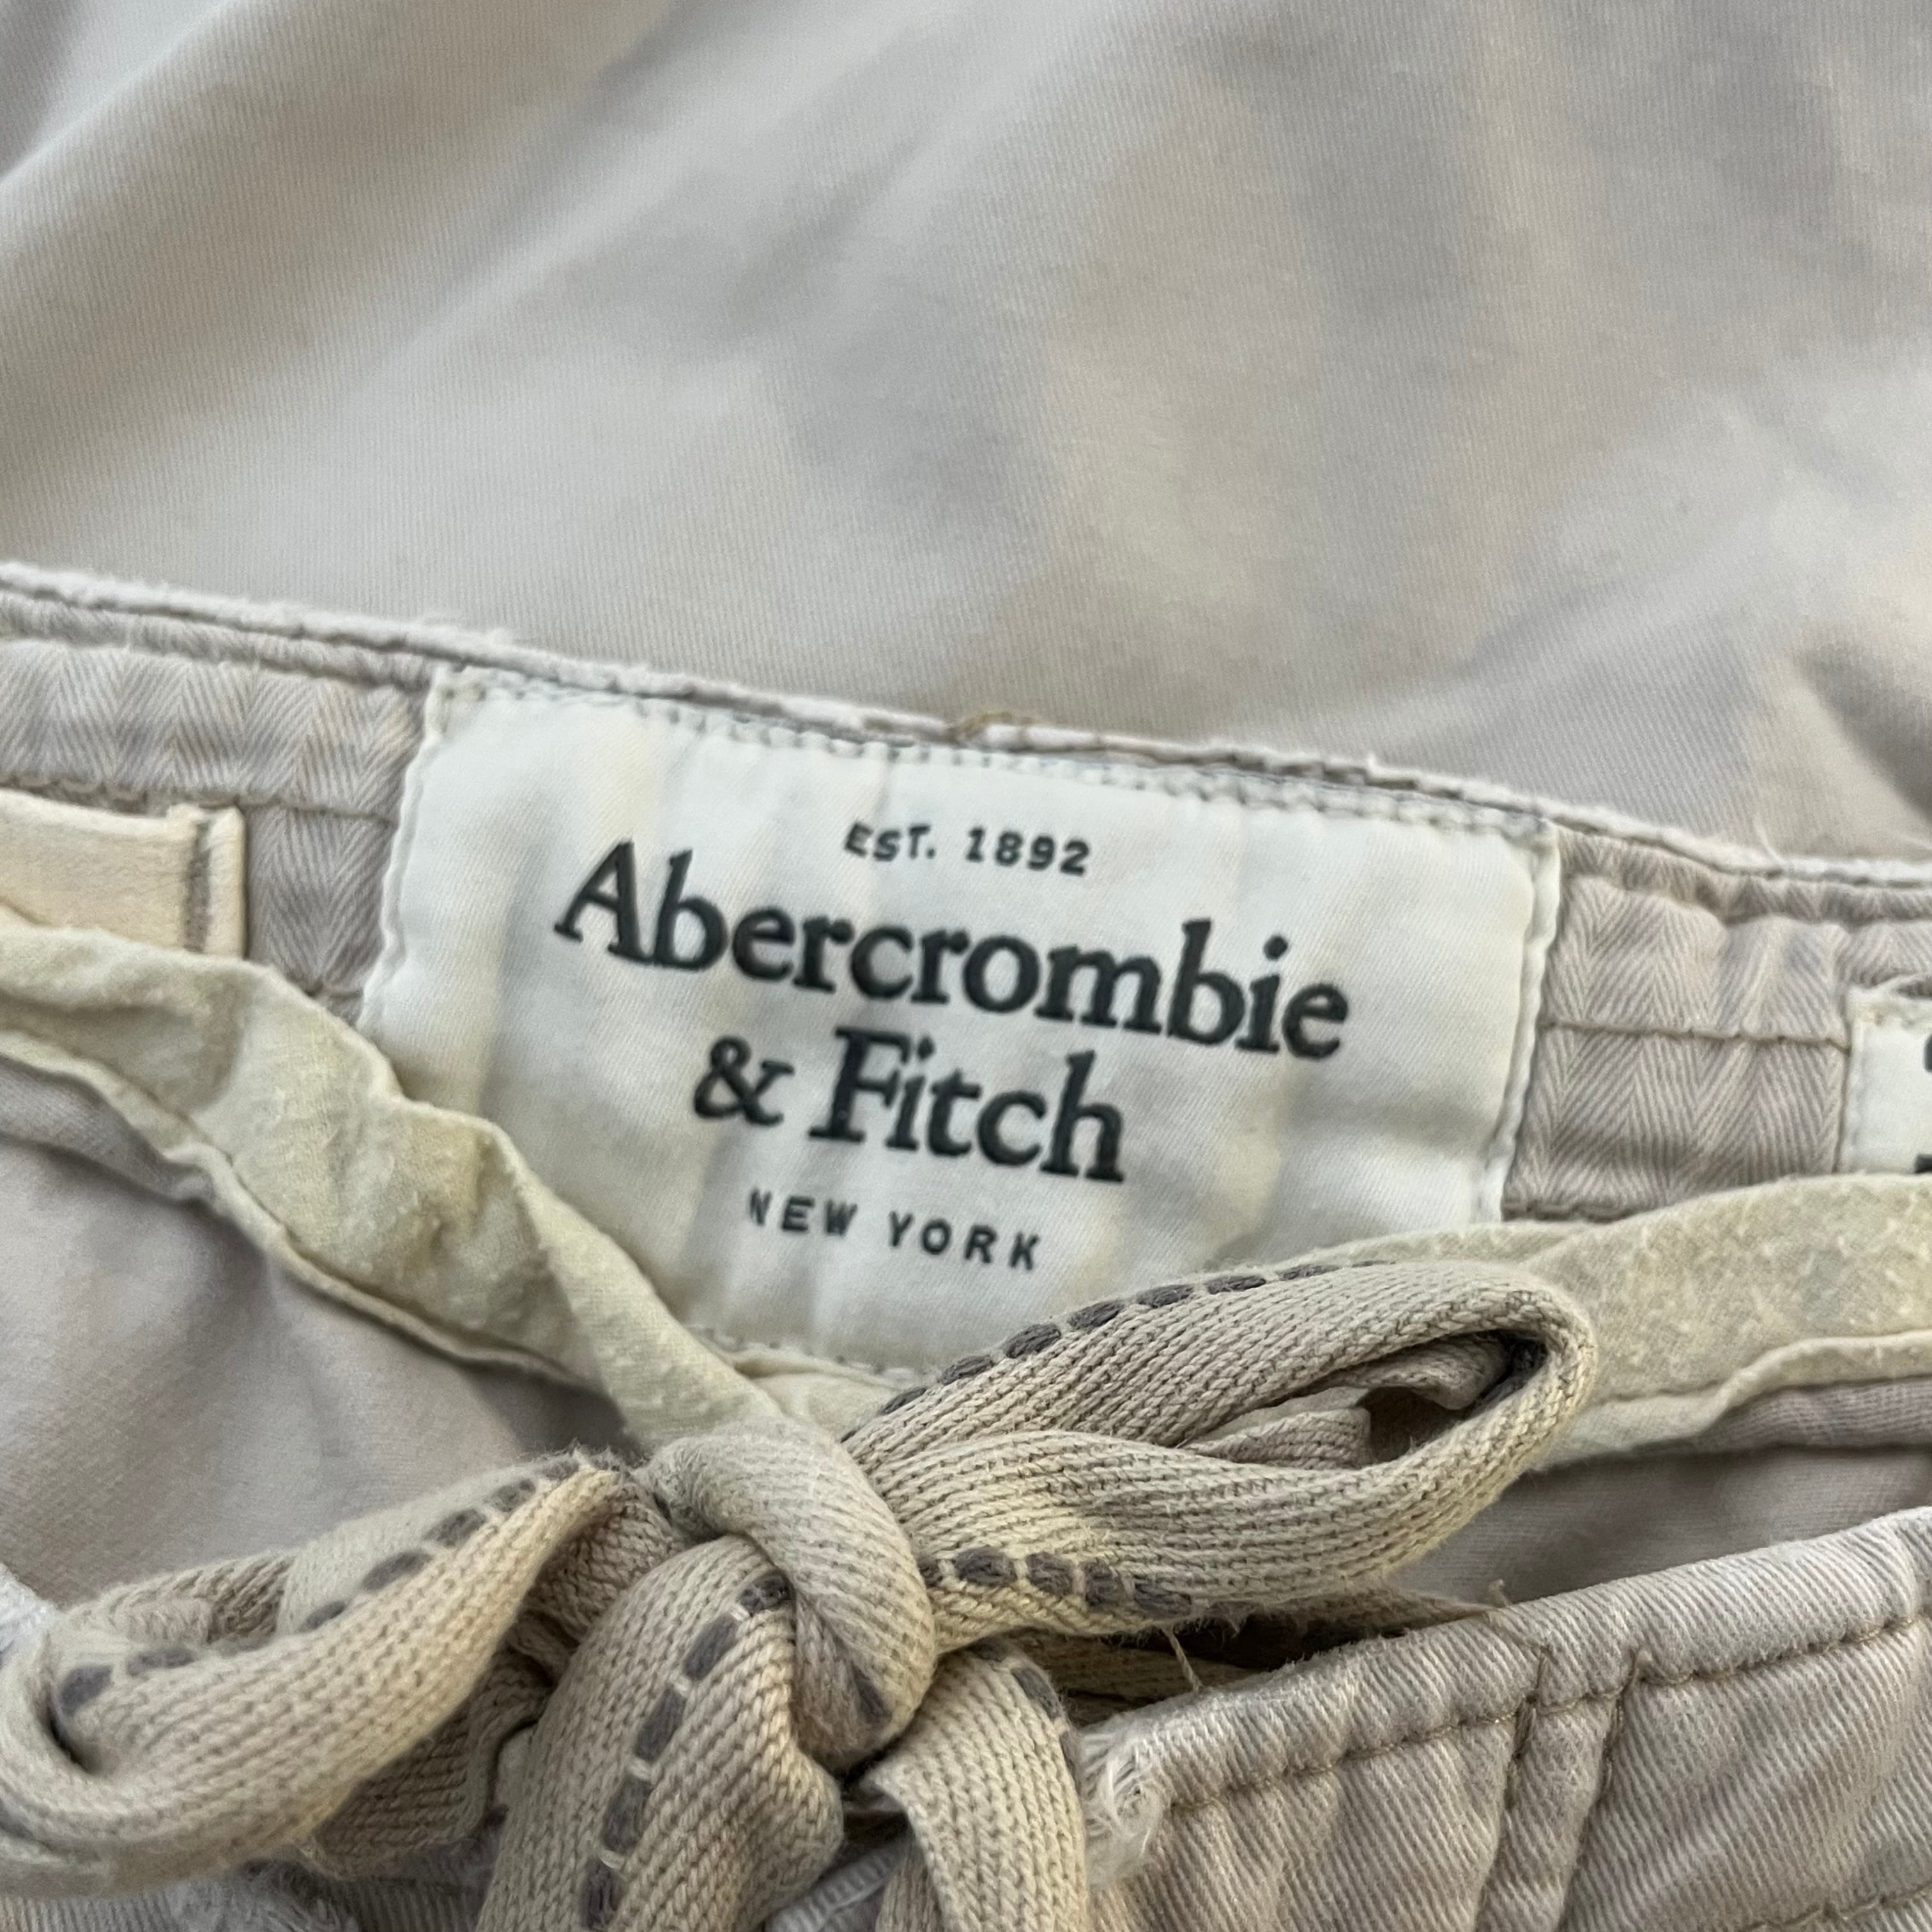 EST. 1892
Abercrombie
& Fitch
NEW YORK